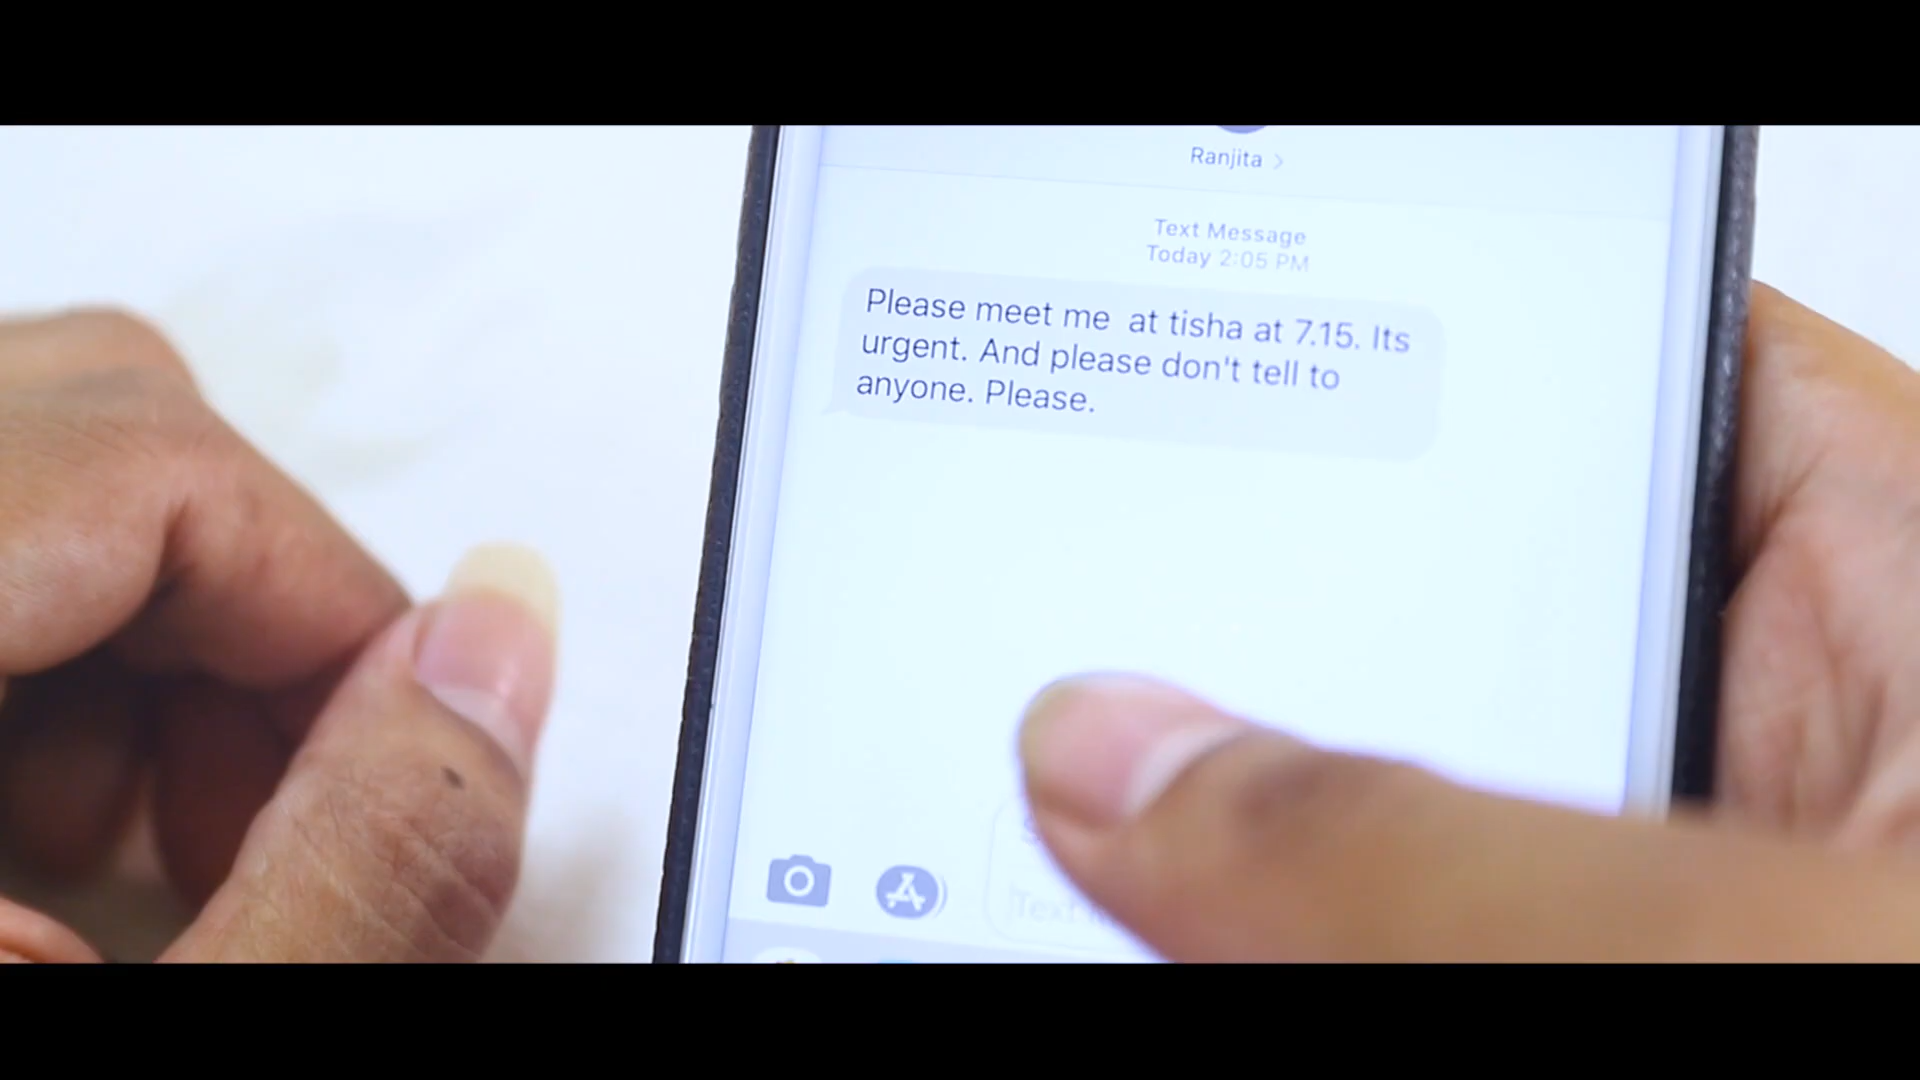 Ranjita >
Text Message
Today 2:05 PM
Please meet me at tisha at 7.15. Its
urgent. And please don't tell to
anyone. Please.
Text